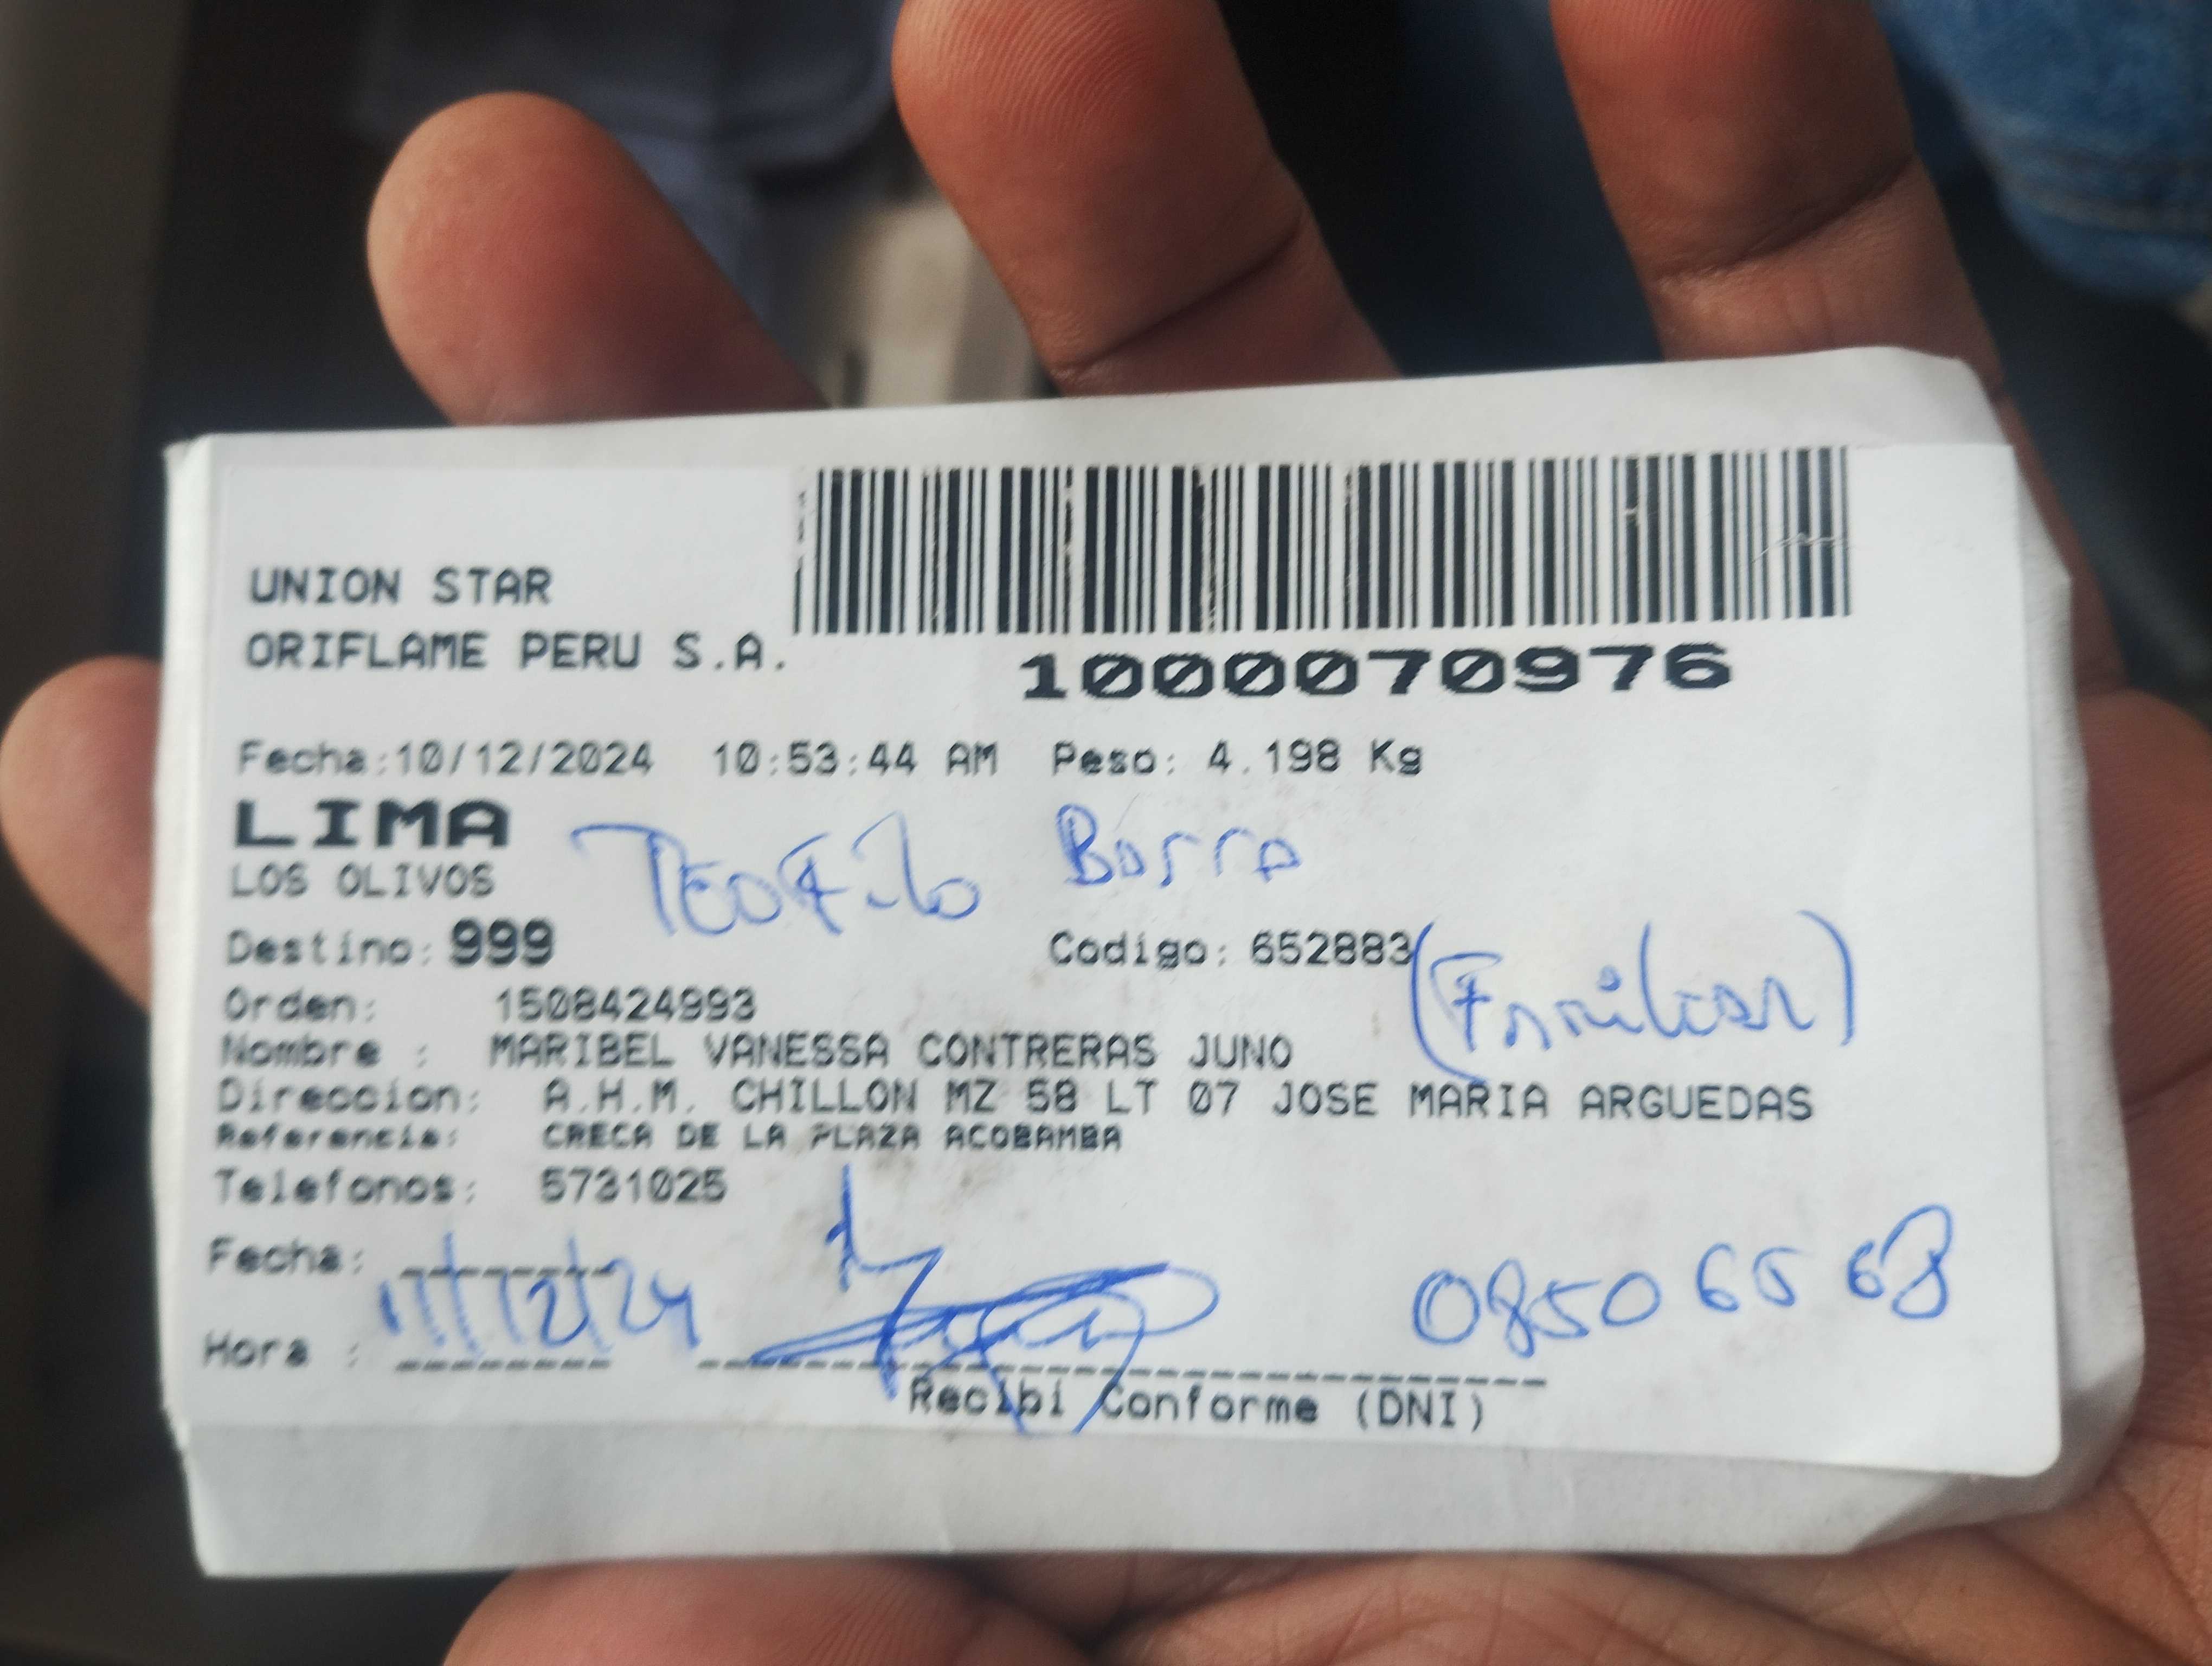 UNION STAR
ORIFLAME PERU S.A.
1000070976
Fecha:10/12/2024 10:53:44 AM Peso: 4.198 Kg
LIMA
LOS OLIVOS
TEOFilo Borra
Destino: 999 Codigo: 652883
(Familiar)
Orden: 1508424993
Nombre : MARIBEL VANESSA CONTRERAS JUNO
Direccion: A.H.M. CHILLON MZ 58 LT 07 JOSE MARIA ARGUEDAS
Referencia: CRECA DE LA PLAZA ACOBAMBA
Telefonos: 5731025
Fecha: 11/12/24
Hora :
Recibi Conforme (DNI)